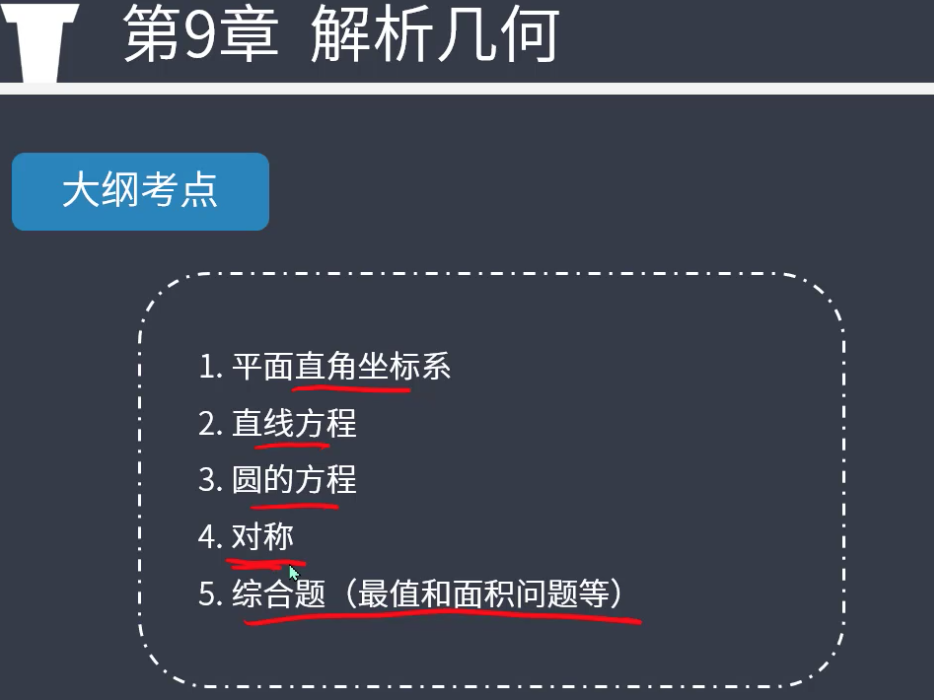 第9章 解析几何
大纲考点
1. 平面直角坐标系
2. 直线方程
3. 圆的方程
4. 对称
5. 综合题（最值和面积问题等）